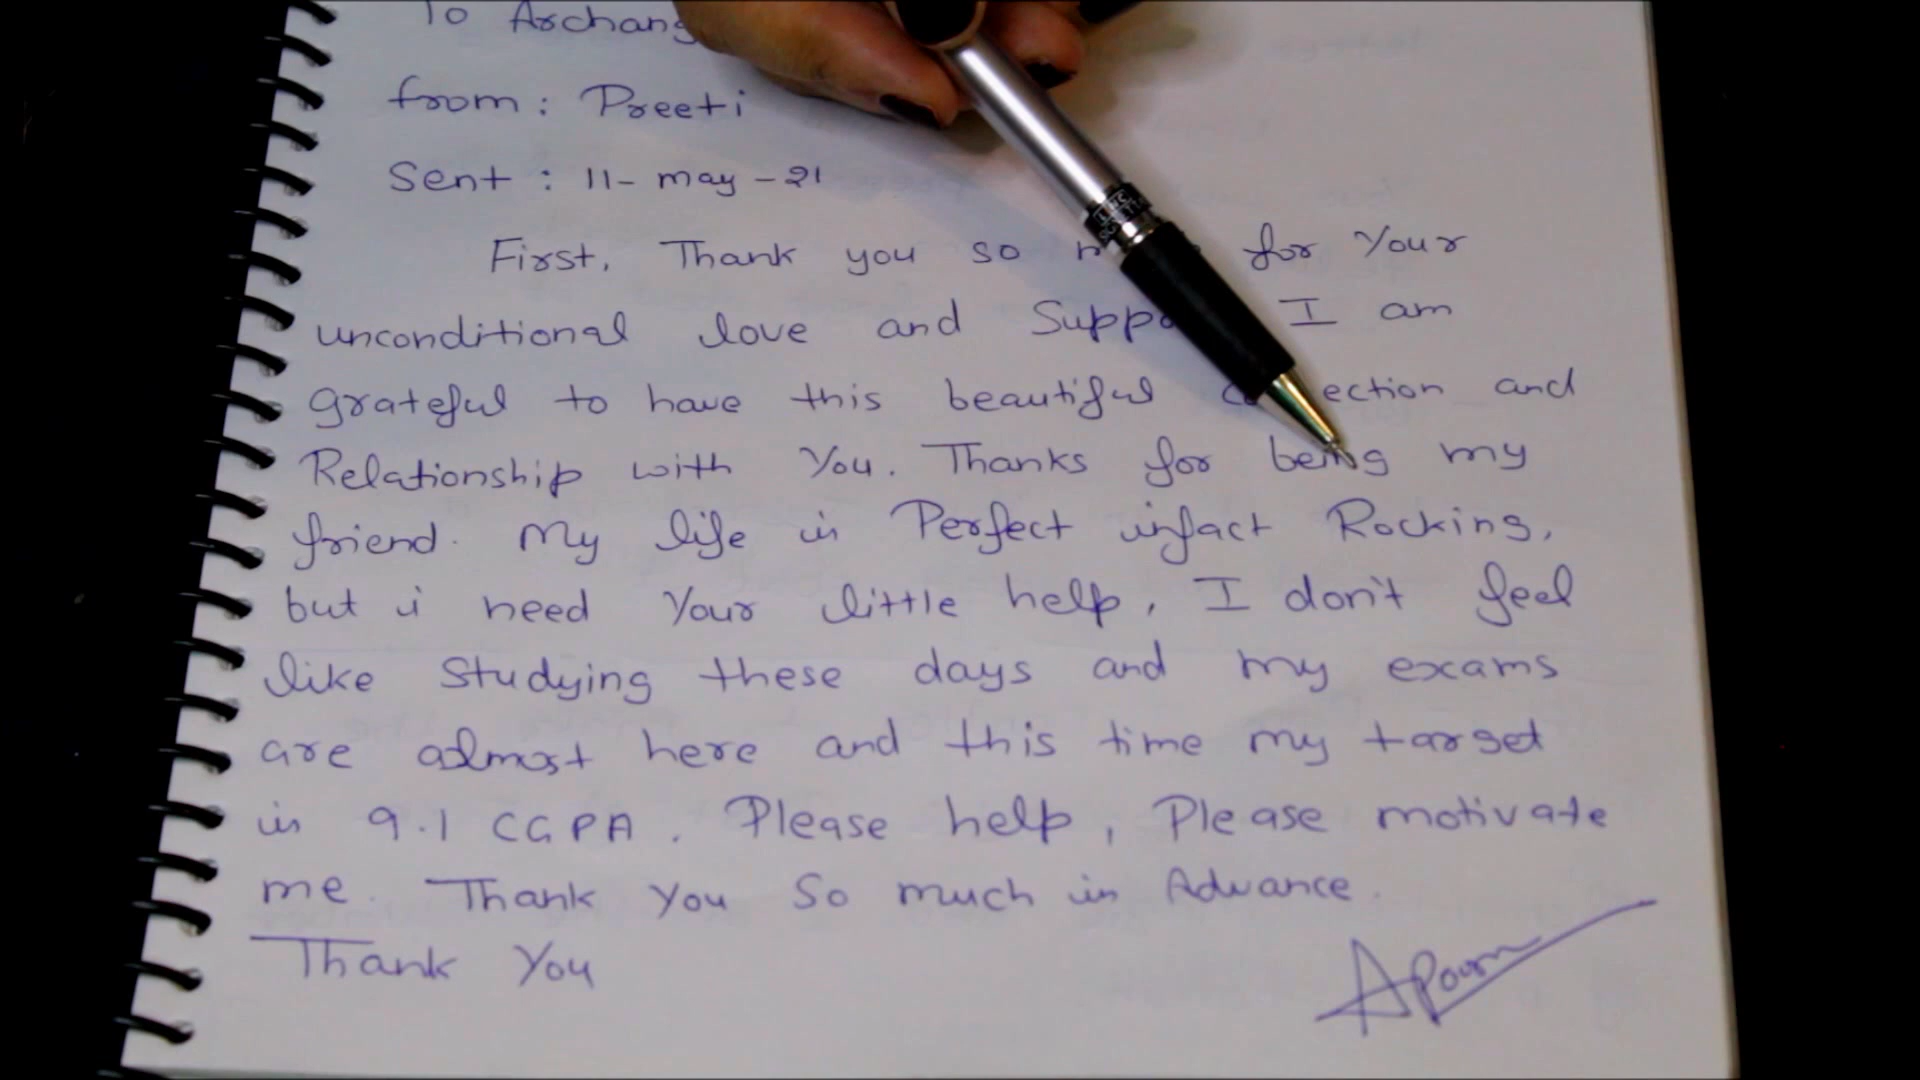 To Archang
from: Preeti
Sent : 11- may - 21
First, Thank you so for Your
unconditional love and Suppo I am
grateful to have this beautiful ection and
Relationship with You. Thanks for being my
friend. My life is Perfect infact Rocking,
but i need Your little help, I don't feel
like studying these days and my exams
are almost here and this time my target
is 9.1 CGPA. Please help, Please motivate
me. Thank You So much in Advance.
Thank You